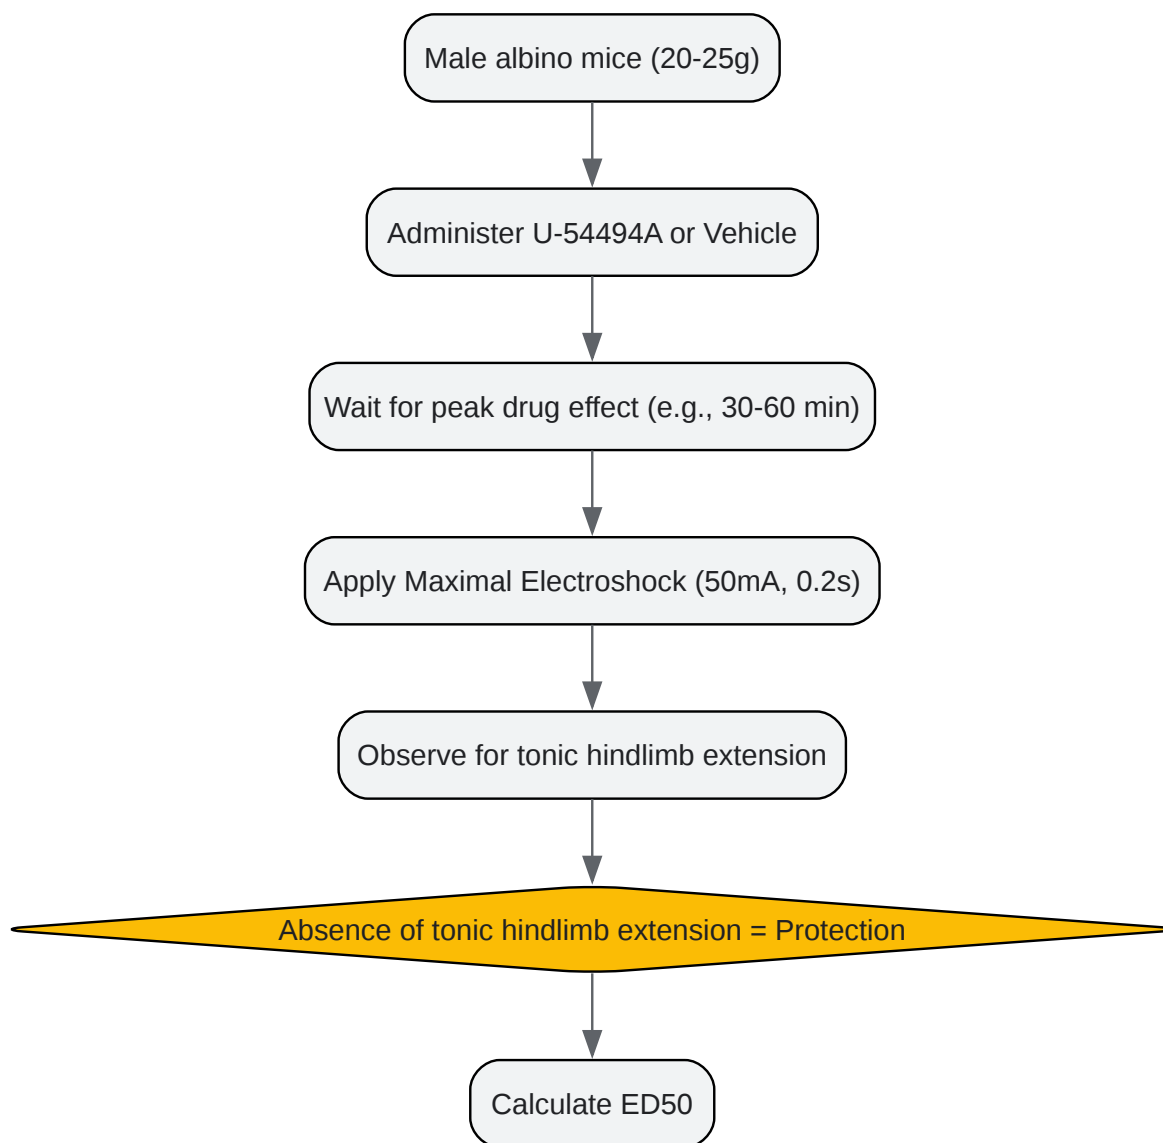 Male albino mice (20-25g)
Administer U-54494A or Vehicle
Wait for peak drug effect (e.g., 30-60 min)
Apply Maximal Electroshock (50mA, 0.2s)
Observe for tonic hindlimb extension
Absence of tonic hindlimb extension = Protection
Calculate ED50